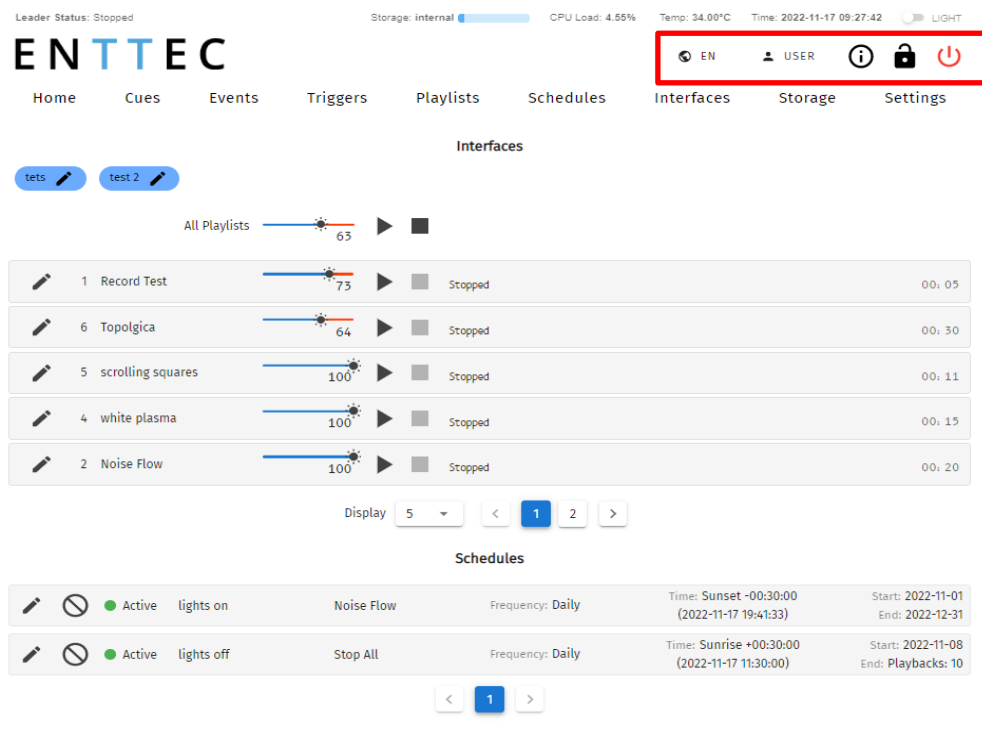 Leader Status: Stopped Storage: internal CPU Load: 4.55% Temp: 34.00°C Time: 2022-11-17 09:27:42 LIGHT
ENTTEC
EN USER
Home Cues Events Triggers Playlists Schedules Interfaces Storage Settings
Interfaces
tets test 2
All Playlists 63
1 Record Test 73 Stopped 00: 05
6 Topolgica 64 Stopped 00: 30
5 scrolling squares 100 Stopped 00: 11
4 white plasma 100 Stopped 00: 15
2 Noise Flow 100 Stopped 00: 20
Display 5 < 1 2 >
Schedules
Active lights on Noise Flow Frequency: Daily Time: Sunset -00:30:00 Start: 2022-11-01
(2022-11-17 19:41:33) End: 2022-12-31
Active lights off Stop All Frequency: Daily Time: Sunrise +00:30:00 Start: 2022-11-08
(2022-11-17 11:30:00) End: Playbacks: 10
< 1 >